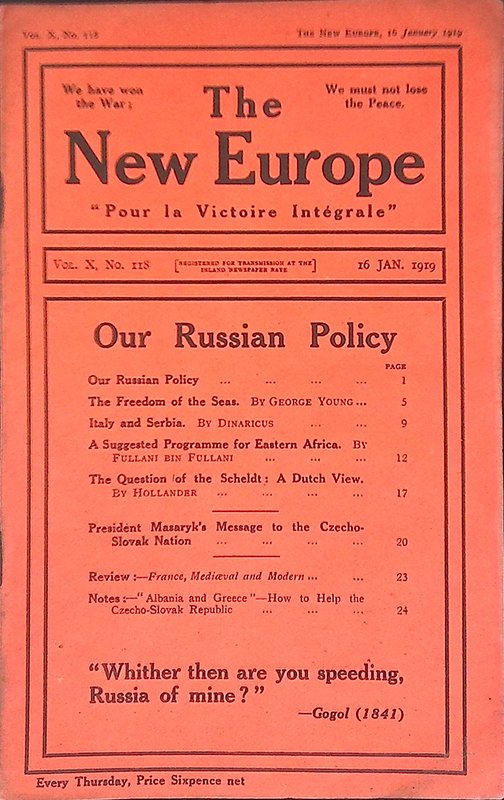 Vol. X, No. 118 The New Europe, 16 January 1919
We have won
the War;
The
We must not lose
the Peace.
New Europe
"Pour la Victoire Intégrale"
Vol. X, No. 118 [REGISTERED FOR TRANSMISSION AT THE
INLAND NEWSPAPER RATE] 16 JAN. 1919
Our Russian Policy
PAGE
Our Russian Policy ... ... ... ... 1
The Freedom of the Seas. By George Young ... 5
Italy and Serbia. By Dinaricus ... ... 9
A Suggested Programme for Eastern Africa. By
Fullani bin Fullani ... ... ... 12
The Question of the Scheldt: A Dutch View.
By Hollander ... ... ... ... 17
President Masaryk's Message to the Czecho-
Slovak Nation ... ... ... ... 20
Review:—France, Mediæval and Modern ... ... 23
Notes:—"Albania and Greece"—How to Help the
Czecho-Slovak Republic ... ... ... 24
"Whither then are you speeding,
Russia of mine?"
—Gogol (1841)
Every Thursday, Price Sixpence net